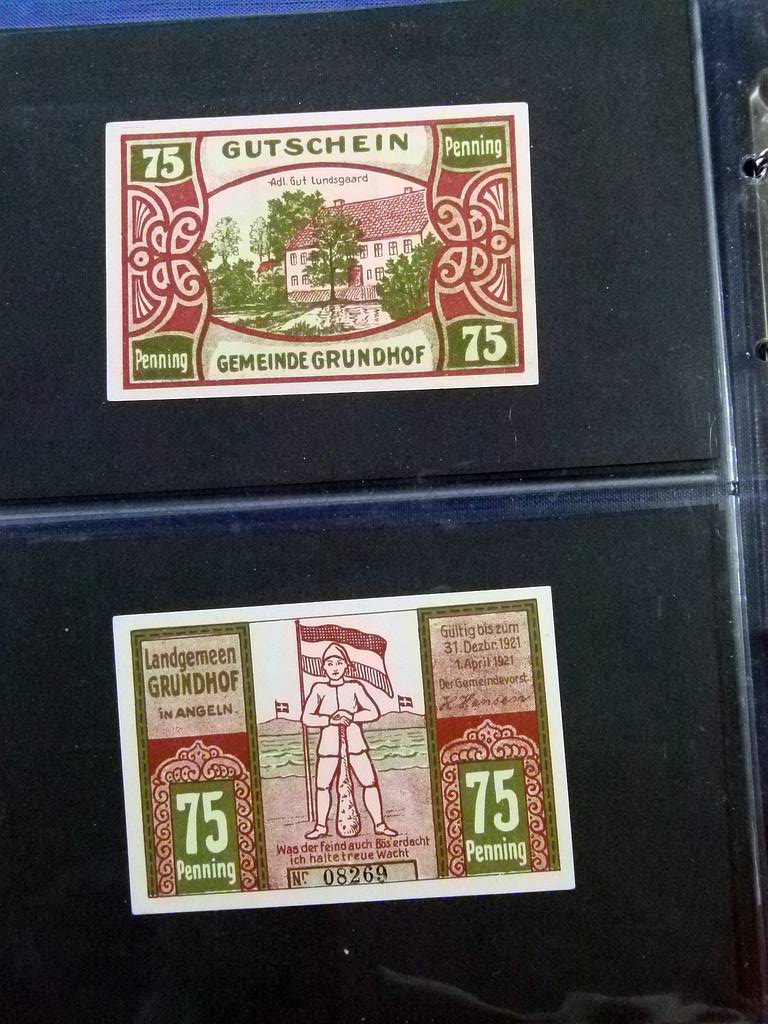 75
GUTSCHEIN
Penning
Adl. Gut Lundsgaard
Penning
GEMEINDE GRUNDHOF
75
Landgemeen
GRUNDHOF
in ANGELN.
Gültig bis zum
31. Dezbr. 1921
1. April 1921
Der Gemeindevorst.
H Hansen
75
Penning
75
Penning
Was der Feind auch Bös' erdacht
ich halte treue Wacht
Nr. 08269